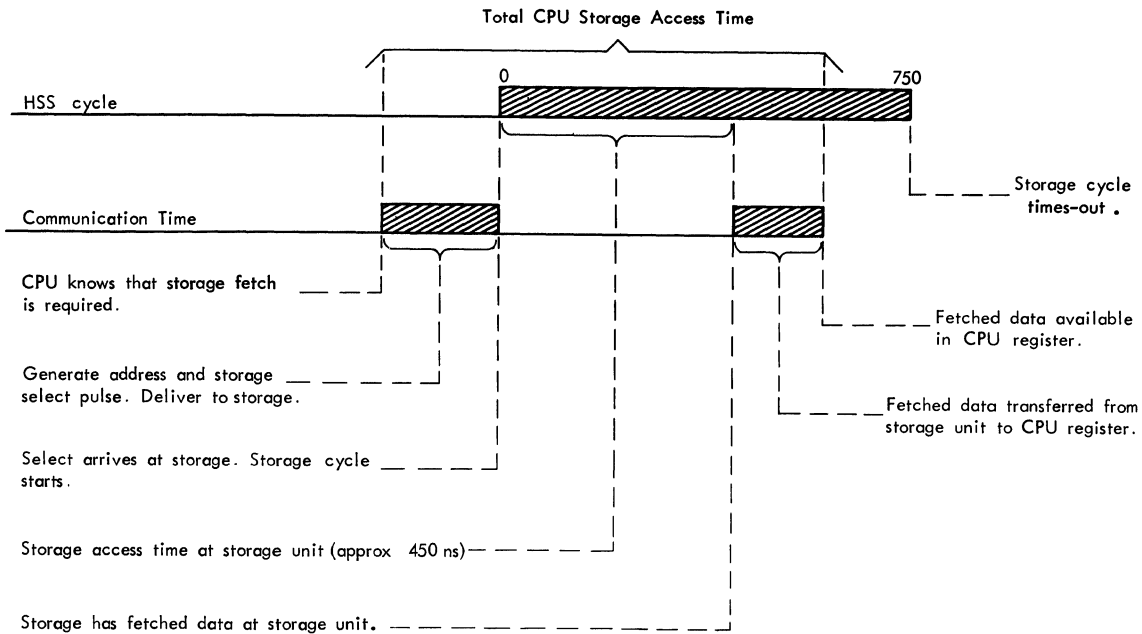 Total CPU Storage Access Time
0
750
HSS cycle
Storage cycle
times-out.
Communication Time
CPU knows that storage fetch
is required.
Fetched data available
in CPU register.
Generate address and storage
select pulse. Deliver to storage.
Fetched data transferred from
storage unit to CPU register.
Select arrives at storage. Storage cycle
starts.
Storage access time at storage unit (approx 450 ns)
Storage has fetched data at storage unit.